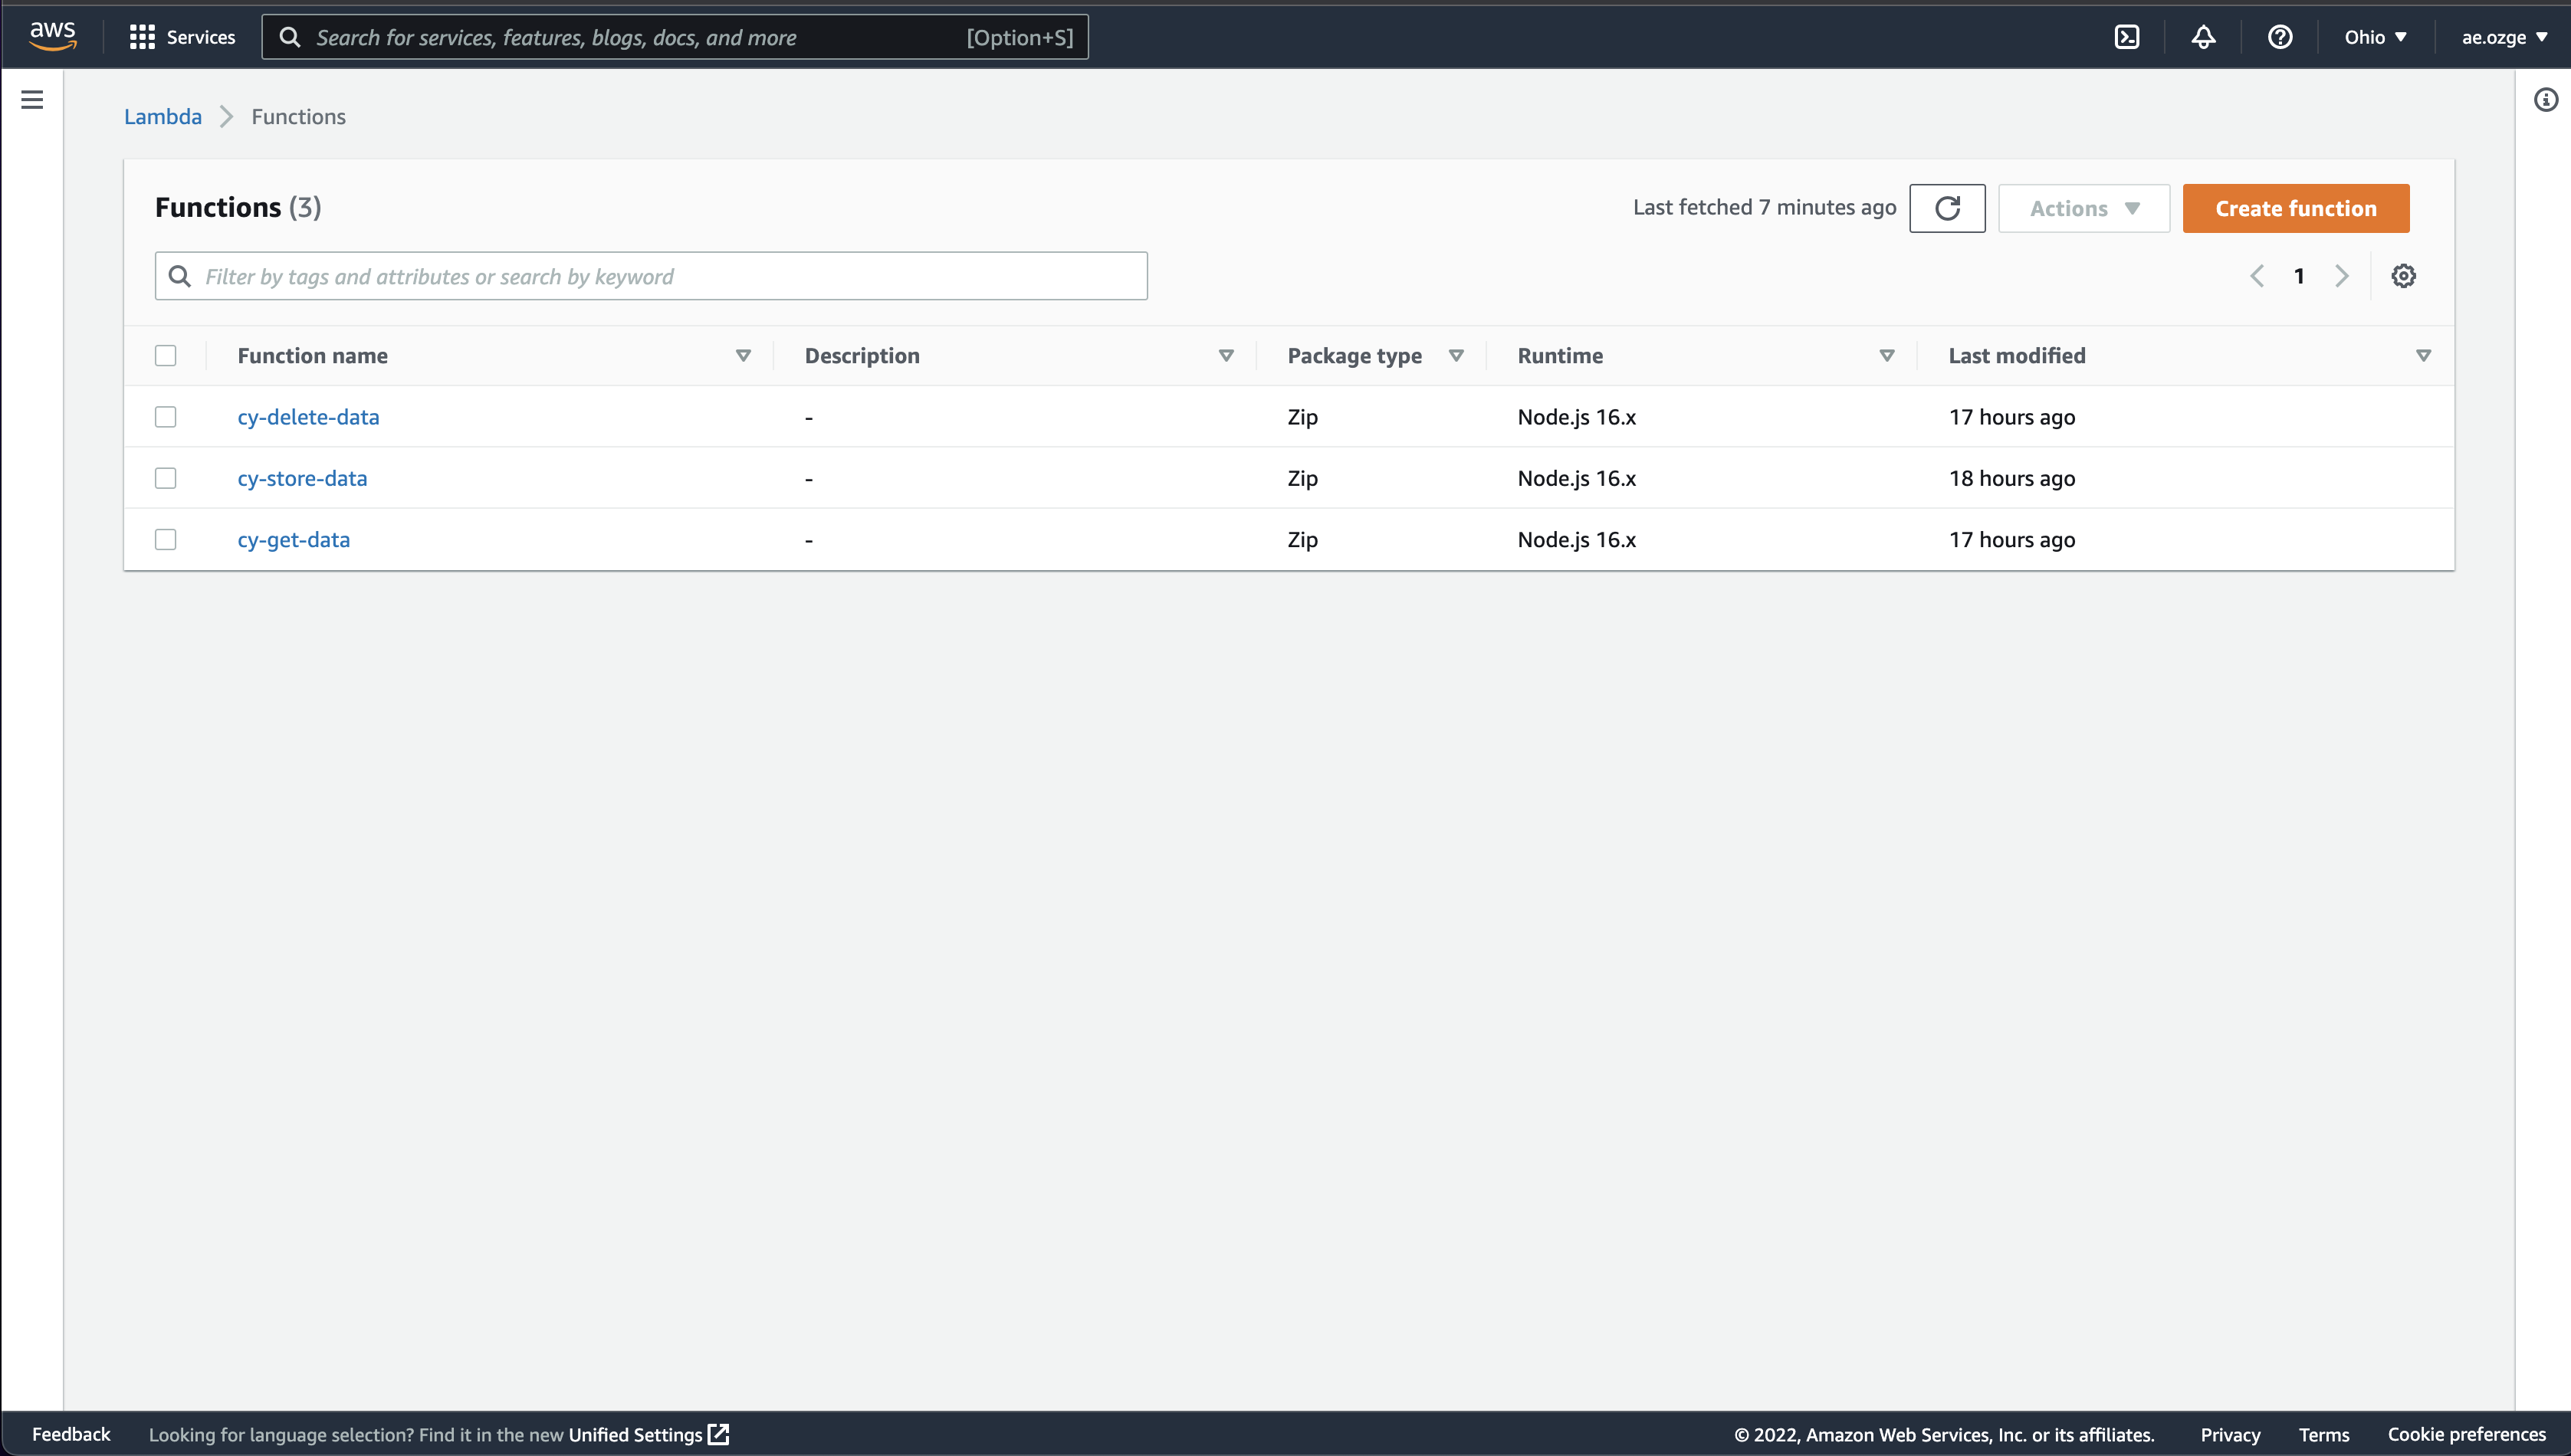 aws Services Search for services, features, blogs, docs, and more [Option+S] Ohio ae.ozge
Lambda Functions
Functions (3) Last fetched 7 minutes ago Actions Create function
Filter by tags and attributes or search by keyword 1
Function name Description Package type Runtime Last modified
cy-delete-data - Zip Node.js 16.x 17 hours ago
cy-store-data - Zip Node.js 16.x 18 hours ago
cy-get-data - Zip Node.js 16.x 17 hours ago
Feedback Looking for language selection? Find it in the new Unified Settings © 2022, Amazon Web Services, Inc. or its affiliates. Privacy Terms Cookie preferences